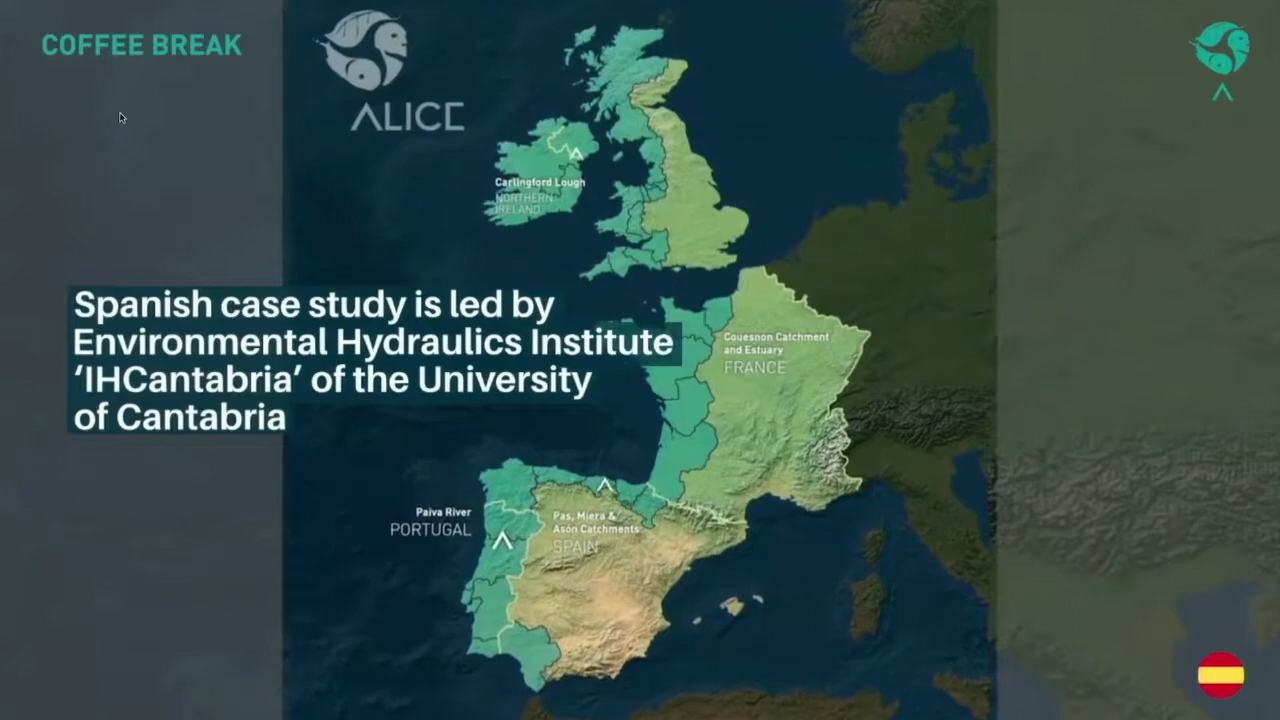 COFFEE BREAK
ALICE
Carlingford Lough
NORTHERN
IRELAND
Spanish case study is led by
Environmental Hydraulics Institute
‘IHCantabria’ of the University
of Cantabria
Couesnon Catchment
and Estuary
FRANCE
Paiva River
PORTUGAL
Pas, Miera &
Asón Catchments
SPAIN